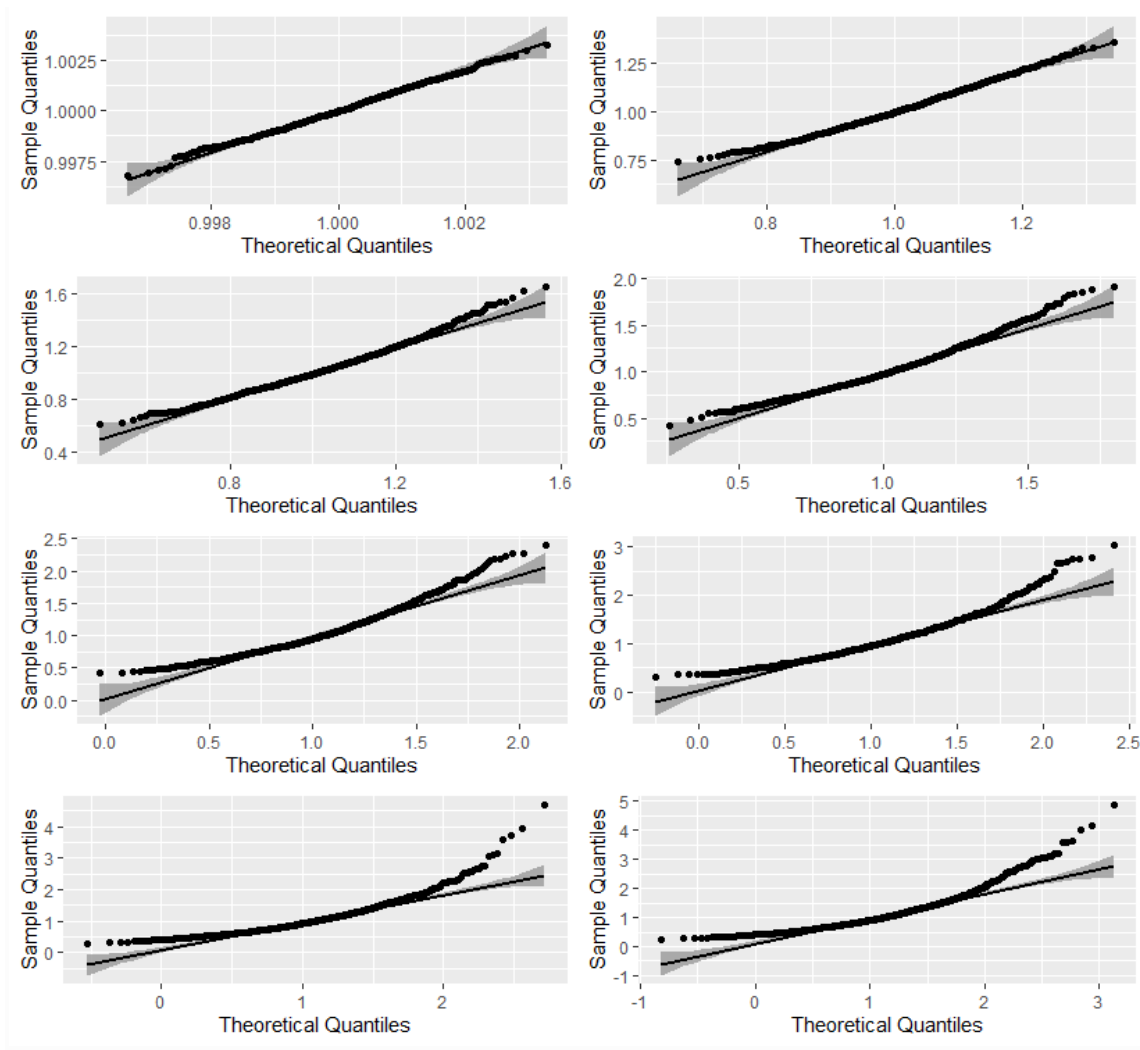 Sample Quantiles
1.0025
1.0000
0.9975
0.998 1.000 1.002
Theoretical Quantiles
Sample Quantiles
1.25
1.00
0.75
0.8 1.0 1.2
Theoretical Quantiles
Sample Quantiles
1.6
1.2
0.8
0.4
0.8 1.2 1.6
Theoretical Quantiles
Sample Quantiles
2.0
1.5
1.0
0.5
0.5 1.0 1.5
Theoretical Quantiles
Sample Quantiles
2.5
2.0
1.5
1.0
0.5
0.0
0.0 0.5 1.0 1.5 2.0
Theoretical Quantiles
Sample Quantiles
3
2
1
0
0.0 0.5 1.0 1.5 2.0 2.5
Theoretical Quantiles
Sample Quantiles
4
3
2
1
0
0 1 2
Theoretical Quantiles
Sample Quantiles
5
4
3
2
1
0
-1
-1 0 1 2 3
Theoretical Quantiles